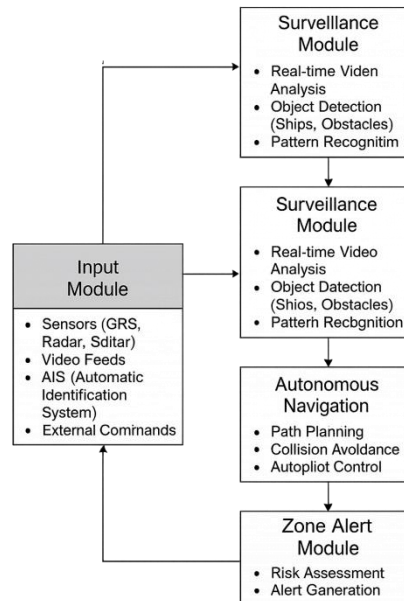 Survelllance
Module
• Real-time Viden
Analysis
• Object Detection
(Ships, Obstacles)
• Pattern Recognitim
Surveillance
Module
• Real-time Video
Analysis
• Object Datection
(Shios, Obstacles)
• Patterh Recbgnition
Input
Module
• Sensors (GRS,
Radar, Sditar)
• Video Feeds
• AIS (Automatic
Identification
System)
• External Commands
Autonomous
Navigation
• Path Planning
• Collision Avoldance
• Autopliot Control
Zone Alert
Module
• Risk Assessment
• Alert Ganeration